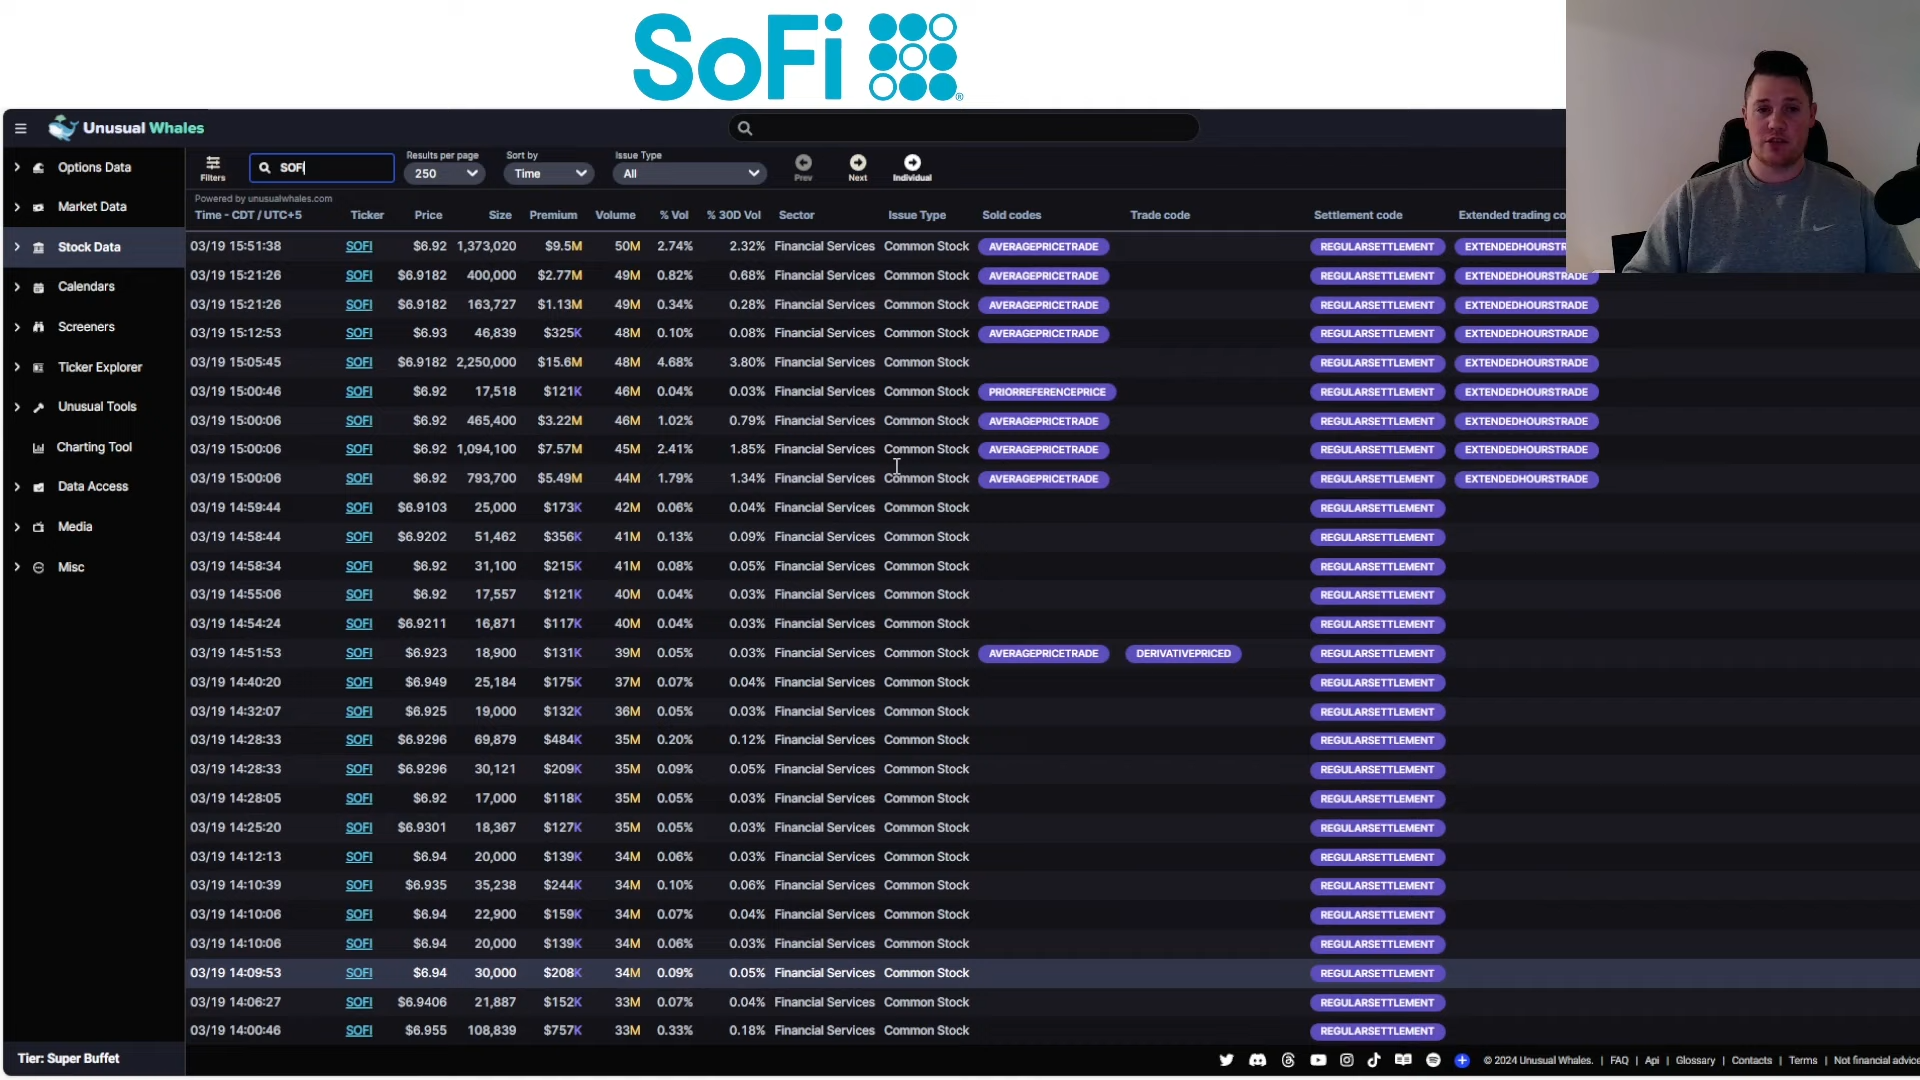 SoFi
Unusual Whales
Options Data
Market Data
Stock Data
Calendars
Screeners
Ticker Explorer
Unusual Tools
Charting Tool
Data Access
Media
Misc
Tier: Super Buffet
Filters
SOFI
Results per page
250
Sort by
Time
Issue Type
All
Prev
Next
Individual
Powered by unusualwhales.com
Time - CDT / UTC+5 Ticker Price Size Premium Volume % Vol % 30D Vol Sector Issue Type Sold codes Trade code Settlement code Extended trading co
03/19 15:51:38 SOFI $6.92 1,373,020 $9.5M 50M 2.74% 2.32% Financial Services Common Stock AVERAGEPRICETRADE REGULARSETTLEMENT EXTENDEDHOURSTR
03/19 15:21:26 SOFI $6.9182 400,000 $2.77M 49M 0.82% 0.68% Financial Services Common Stock AVERAGEPRICETRADE REGULARSETTLEMENT EXTENDEDHOURSTRADE
03/19 15:21:26 SOFI $6.9182 163,727 $1.13M 49M 0.34% 0.28% Financial Services Common Stock AVERAGEPRICETRADE REGULARSETTLEMENT EXTENDEDHOURSTRADE
03/19 15:12:53 SOFI $6.93 46,839 $325K 48M 0.10% 0.08% Financial Services Common Stock AVERAGEPRICETRADE REGULARSETTLEMENT EXTENDEDHOURSTRADE
03/19 15:05:45 SOFI $6.9182 2,250,000 $15.6M 48M 4.68% 3.80% Financial Services Common Stock REGULARSETTLEMENT EXTENDEDHOURSTRADE
03/19 15:00:46 SOFI $6.92 17,518 $121K 46M 0.04% 0.03% Financial Services Common Stock PRIORREFERENCEPRICE REGULARSETTLEMENT EXTENDEDHOURSTRADE
03/19 15:00:06 SOFI $6.92 465,400 $3.22M 46M 1.02% 0.79% Financial Services Common Stock AVERAGEPRICETRADE REGULARSETTLEMENT EXTENDEDHOURSTRADE
03/19 15:00:06 SOFI $6.92 1,094,100 $7.57M 45M 2.41% 1.85% Financial Services Common Stock AVERAGEPRICETRADE REGULARSETTLEMENT EXTENDEDHOURSTRADE
03/19 15:00:06 SOFI $6.92 793,700 $5.49M 44M 1.79% 1.34% Financial Services Common Stock AVERAGEPRICETRADE REGULARSETTLEMENT EXTENDEDHOURSTRADE
03/19 14:59:44 SOFI $6.9103 25,000 $173K 42M 0.06% 0.04% Financial Services Common Stock REGULARSETTLEMENT
03/19 14:58:44 SOFI $6.9202 51,462 $356K 41M 0.13% 0.09% Financial Services Common Stock REGULARSETTLEMENT
03/19 14:58:34 SOFI $6.92 31,100 $215K 41M 0.08% 0.05% Financial Services Common Stock REGULARSETTLEMENT
03/19 14:55:06 SOFI $6.92 17,557 $121K 40M 0.04% 0.03% Financial Services Common Stock REGULARSETTLEMENT
03/19 14:54:24 SOFI $6.9211 16,871 $117K 40M 0.04% 0.03% Financial Services Common Stock REGULARSETTLEMENT
03/19 14:51:53 SOFI $6.923 18,900 $131K 39M 0.05% 0.03% Financial Services Common Stock AVERAGEPRICETRADE DERIVATIVEPRICED REGULARSETTLEMENT
03/19 14:40:20 SOFI $6.949 25,184 $175K 37M 0.07% 0.04% Financial Services Common Stock REGULARSETTLEMENT
03/19 14:32:07 SOFI $6.925 19,000 $132K 36M 0.05% 0.03% Financial Services Common Stock REGULARSETTLEMENT
03/19 14:28:33 SOFI $6.9296 69,879 $484K 35M 0.20% 0.12% Financial Services Common Stock REGULARSETTLEMENT
03/19 14:28:33 SOFI $6.9296 30,121 $209K 35M 0.09% 0.05% Financial Services Common Stock REGULARSETTLEMENT
03/19 14:28:05 SOFI $6.92 17,000 $118K 35M 0.05% 0.03% Financial Services Common Stock REGULARSETTLEMENT
03/19 14:25:20 SOFI $6.9301 18,367 $127K 35M 0.05% 0.03% Financial Services Common Stock REGULARSETTLEMENT
03/19 14:12:13 SOFI $6.94 20,000 $139K 34M 0.06% 0.03% Financial Services Common Stock REGULARSETTLEMENT
03/19 14:10:39 SOFI $6.935 35,238 $244K 34M 0.10% 0.06% Financial Services Common Stock REGULARSETTLEMENT
03/19 14:10:06 SOFI $6.94 22,900 $159K 34M 0.07% 0.04% Financial Services Common Stock REGULARSETTLEMENT
03/19 14:10:06 SOFI $6.94 20,000 $139K 34M 0.06% 0.03% Financial Services Common Stock REGULARSETTLEMENT
03/19 14:09:53 SOFI $6.94 30,000 $208K 34M 0.09% 0.05% Financial Services Common Stock REGULARSETTLEMENT
03/19 14:06:27 SOFI $6.9406 21,887 $152K 33M 0.07% 0.04% Financial Services Common Stock REGULARSETTLEMENT
03/19 14:00:46 SOFI $6.955 108,839 $757K 33M 0.33% 0.18% Financial Services Common Stock REGULARSETTLEMENT
© 2024 Unusual Whales. | FAQ | Api | Glossary | Contacts | Terms | Not financial advice